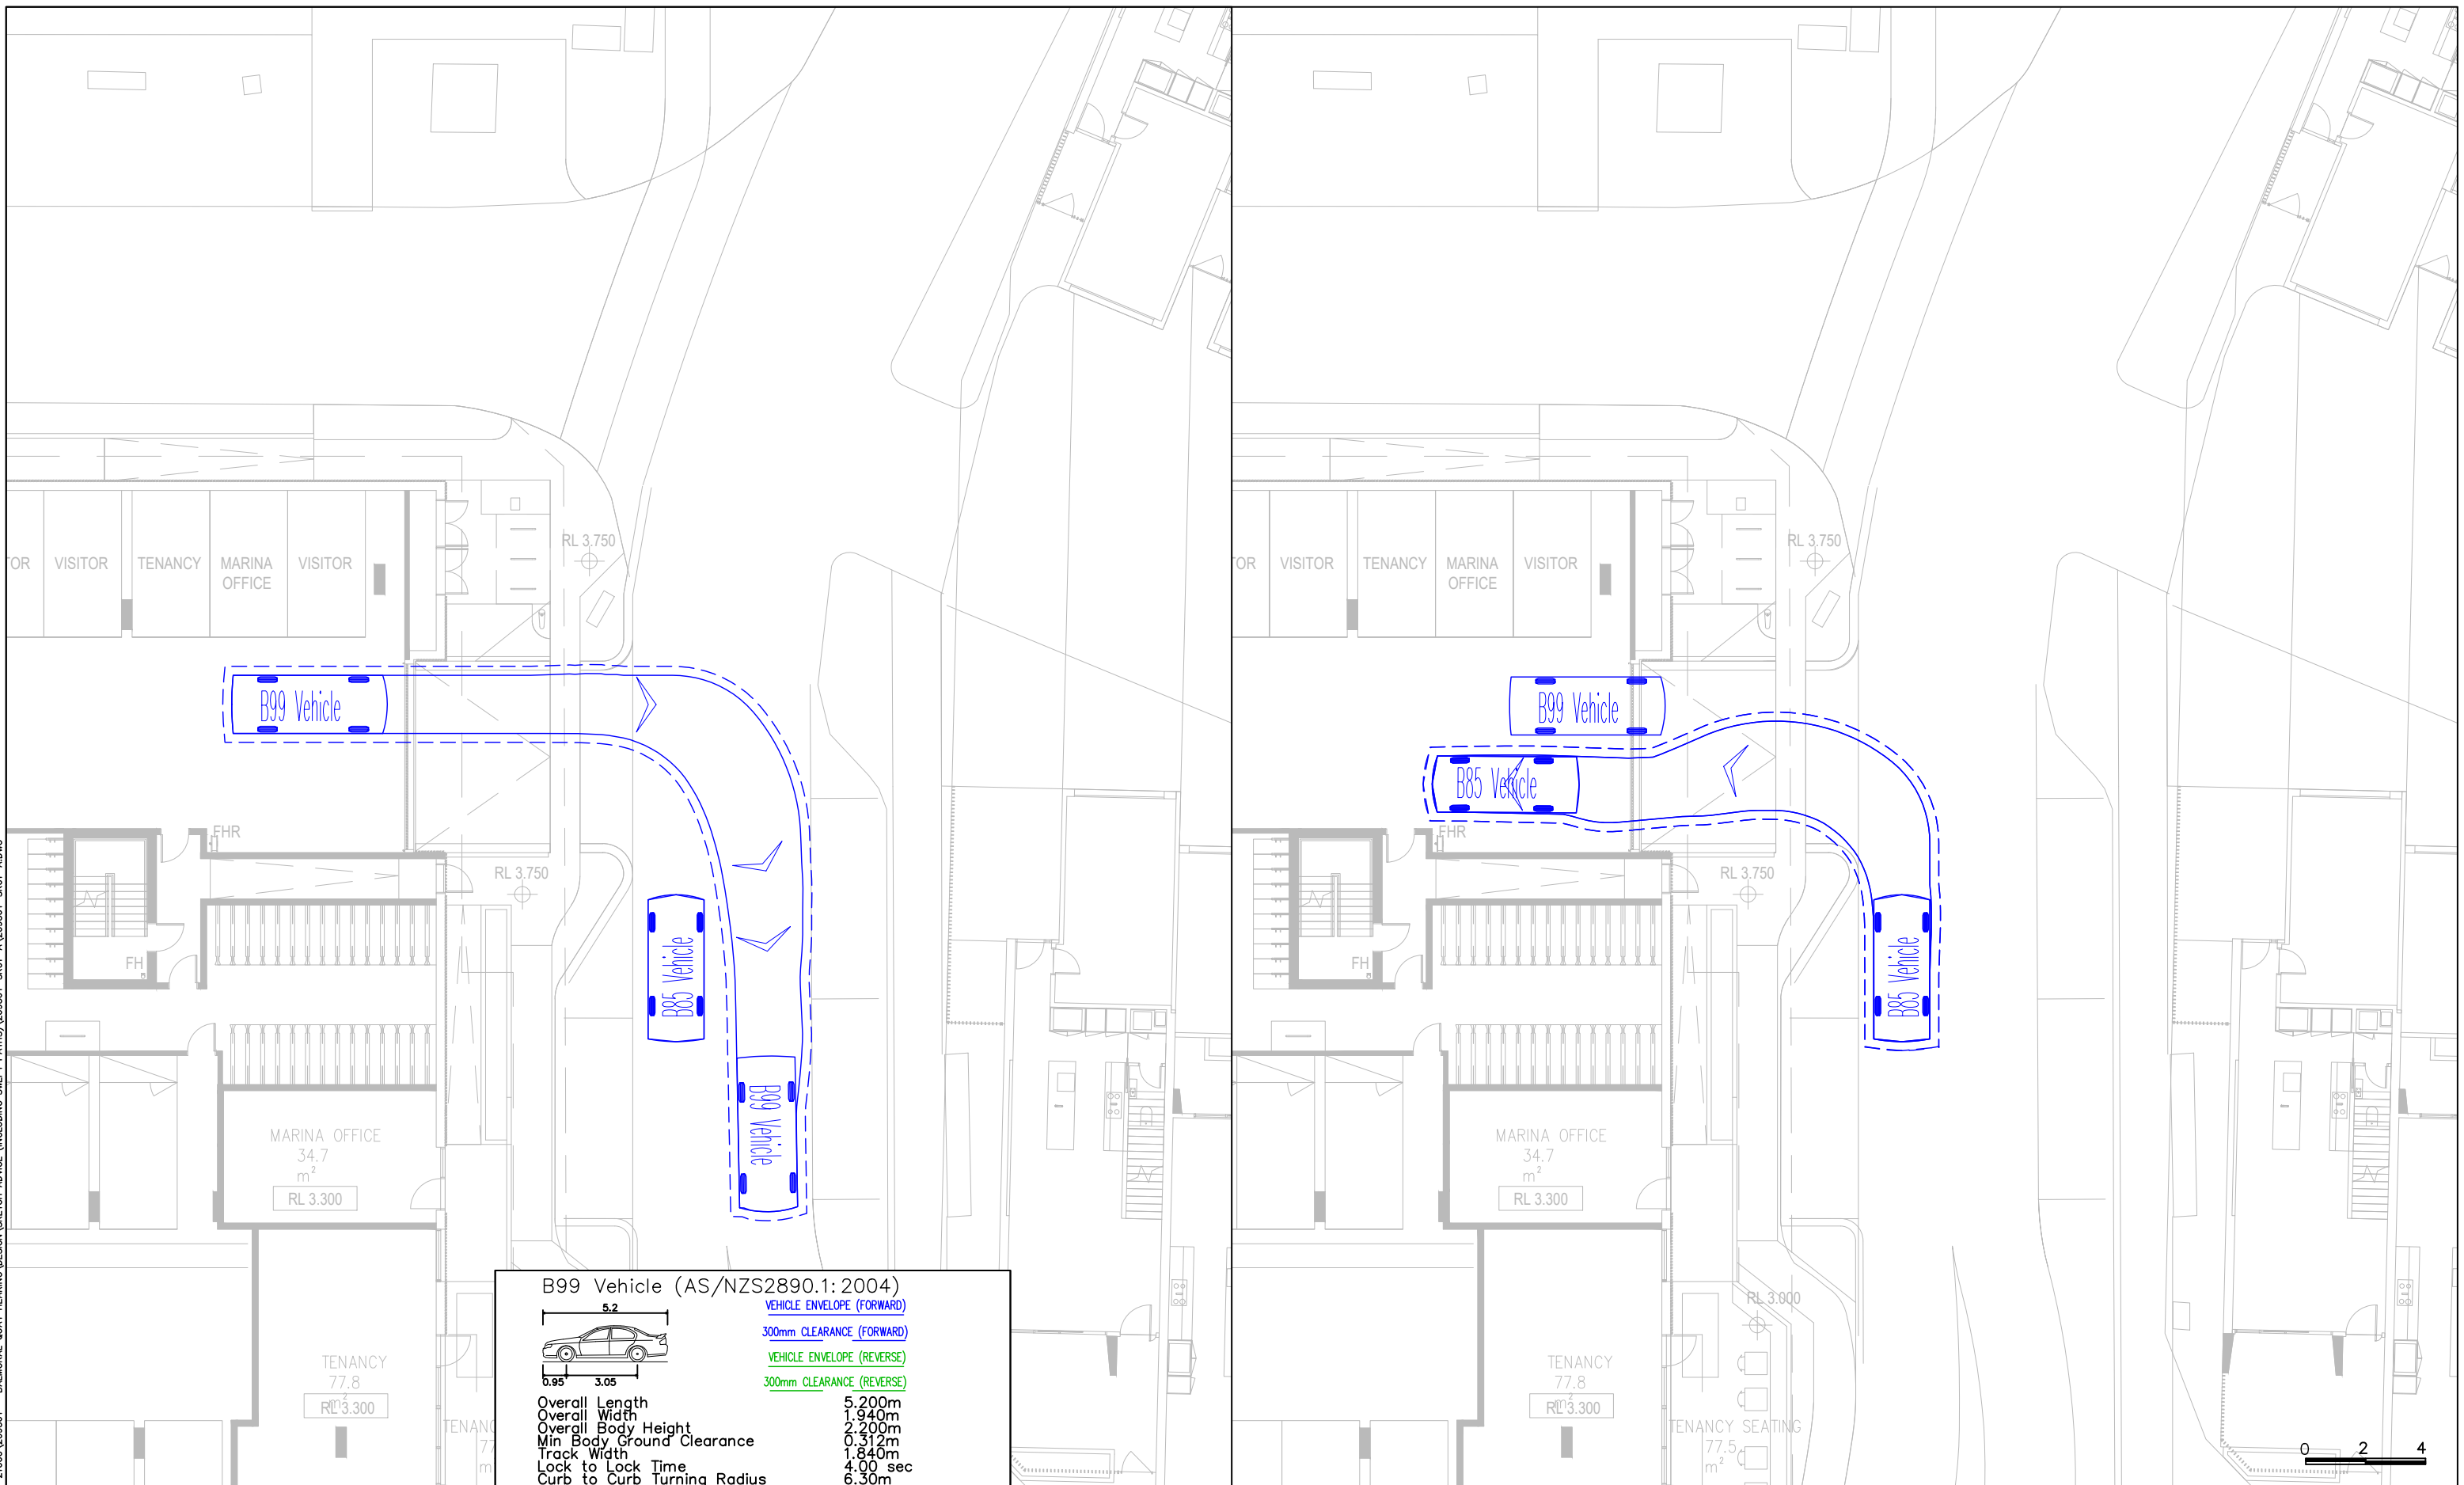 RL 3.750
TOR
VISITOR
TENANCY
MARINA
OFFICE
VISITOR
B99 Vehicle
FHR
RL 3.750
B85 Vehicle
FH
B99 Vehicle
MARINA OFFICE
34.7
m²
RL 3.300
TENANCY
77.8
m²
RL 3.300
B99 Vehicle (AS/NZS2890.1:2004)
5.2
0.95
3.05
VEHICLE ENVELOPE (FORWARD)
300mm CLEARANCE (FORWARD)
VEHICLE ENVELOPE (REVERSE)
300mm CLEARANCE (REVERSE)
Overall Length 5.200m
Overall Width 1.940m
Overall Body Height 2.200m
Min Body Ground Clearance 0.312m
Track Width 1.840m
Lock to Lock Time 4.00 sec
Curb to Curb Turning Radius 6.30m
RL 3.750
TOR
VISITOR
TENANCY
MARINA
OFFICE
VISITOR
B99 Vehicle
B85 Vehicle
FHR
RL 3.750
B85 Vehicle
FH
MARINA OFFICE
34.7
m²
RL 3.300
RL 3.000
TENANCY
77.8
m²
RL 3.300
TENANCY SEATING
77.5
m²
0 2 4